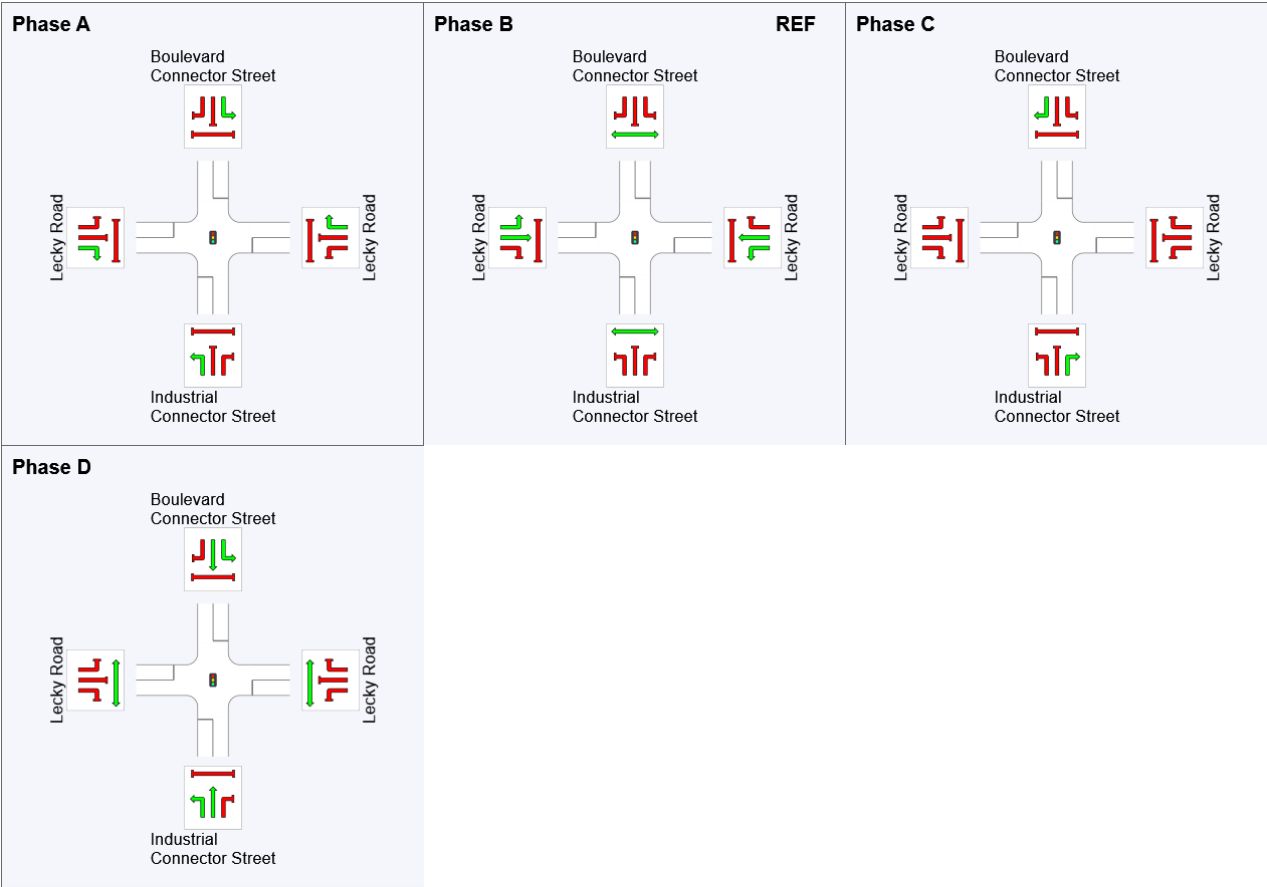 Phase A
Boulevard
Connector Street
Lecky Road
Lecky Road
Industrial
Connector Street
Phase B
REF
Boulevard
Connector Street
Lecky Road
Lecky Road
Industrial
Connector Street
Phase C
Boulevard
Connector Street
Lecky Road
Lecky Road
Industrial
Connector Street
Phase D
Boulevard
Connector Street
Lecky Road
Lecky Road
Industrial
Connector Street